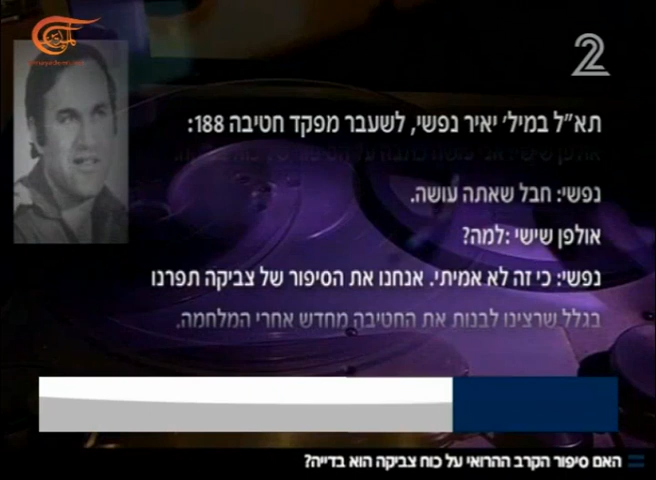 2
תא"ל במיל' יאיר נפשי, לשעבר מפקד חטיבה 188:
נפשי: חבל שאתה עושה.
אולפן שישי :למה?
נפשי: כי זה לא אמיתי. אנחנו את הסיפור של צביקה תפרנו
בגלל שרצינו לבנות את החטיבה מחדש אחרי המלחמה.
האם סיפור הקרב ההרואי על כוח צביקה הוא בדייה?